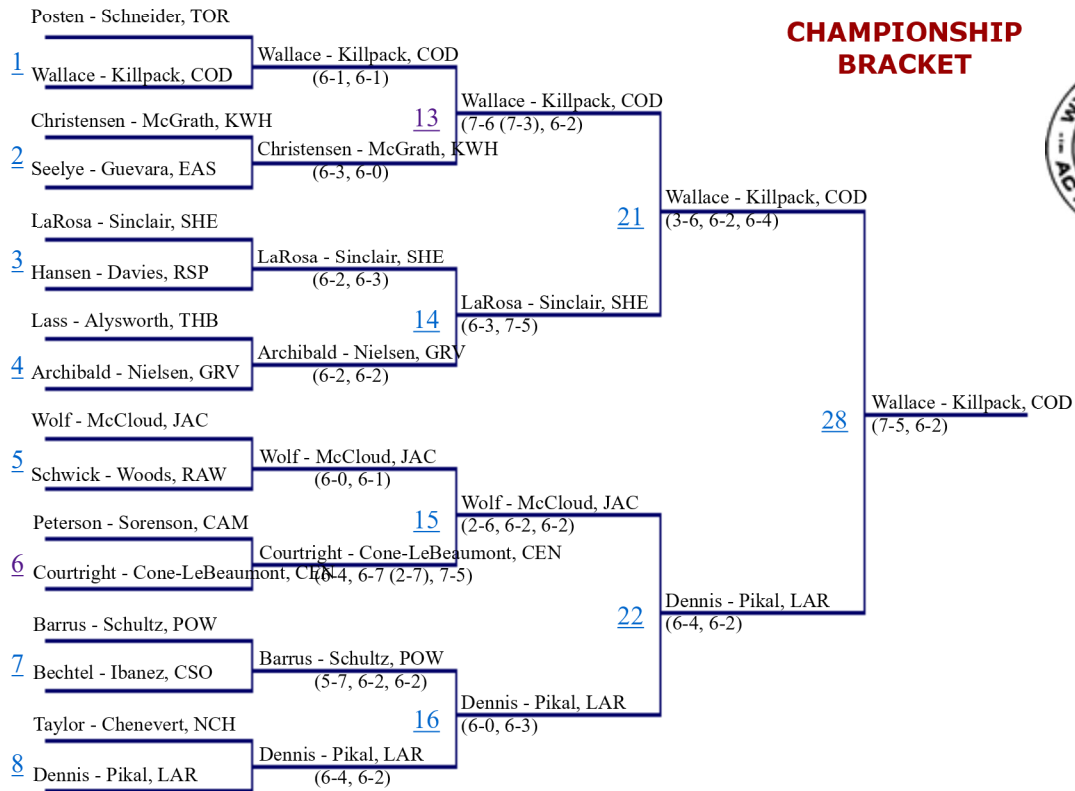 CHAMPIONSHIP
BRACKET
Posten - Schneider, TOR
1
Wallace - Killpack, COD
Wallace - Killpack, COD
(6-1, 6-1)
Christensen - McGrath, KWH
2
Seelye - Guevara, EAS
Christensen - McGrath, KWH
(6-3, 6-0)
13
Wallace - Killpack, COD
(7-6 (7-3), 6-2)
LaRosa - Sinclair, SHE
3
Hansen - Davies, RSP
LaRosa - Sinclair, SHE
(6-2, 6-3)
Lass - Alysworth, THB
4
Archibald - Nielsen, GRV
Archibald - Nielsen, GRV
(6-2, 6-2)
14
LaRosa - Sinclair, SHE
(6-3, 7-5)
21
Wallace - Killpack, COD
(3-6, 6-2, 6-4)
Wolf - McCloud, JAC
5
Schwick - Woods, RAW
Wolf - McCloud, JAC
(6-0, 6-1)
Peterson - Sorenson, CAM
6
Courtright - Cone-LeBeaumont, CEN
Courtright - Cone-LeBeaumont, CEN
(6-4, 6-7 (2-7), 7-5)
15
Wolf - McCloud, JAC
(2-6, 6-2, 6-2)
Barrus - Schultz, POW
7
Bechtel - Ibanez, CSO
Barrus - Schultz, POW
(5-7, 6-2, 6-2)
Taylor - Chenevert, NCH
8
Dennis - Pikal, LAR
Dennis - Pikal, LAR
(6-4, 6-2)
16
Dennis - Pikal, LAR
(6-0, 6-3)
22
Dennis - Pikal, LAR
(6-4, 6-2)
28
Wallace - Killpack, COD
(7-5, 6-2)